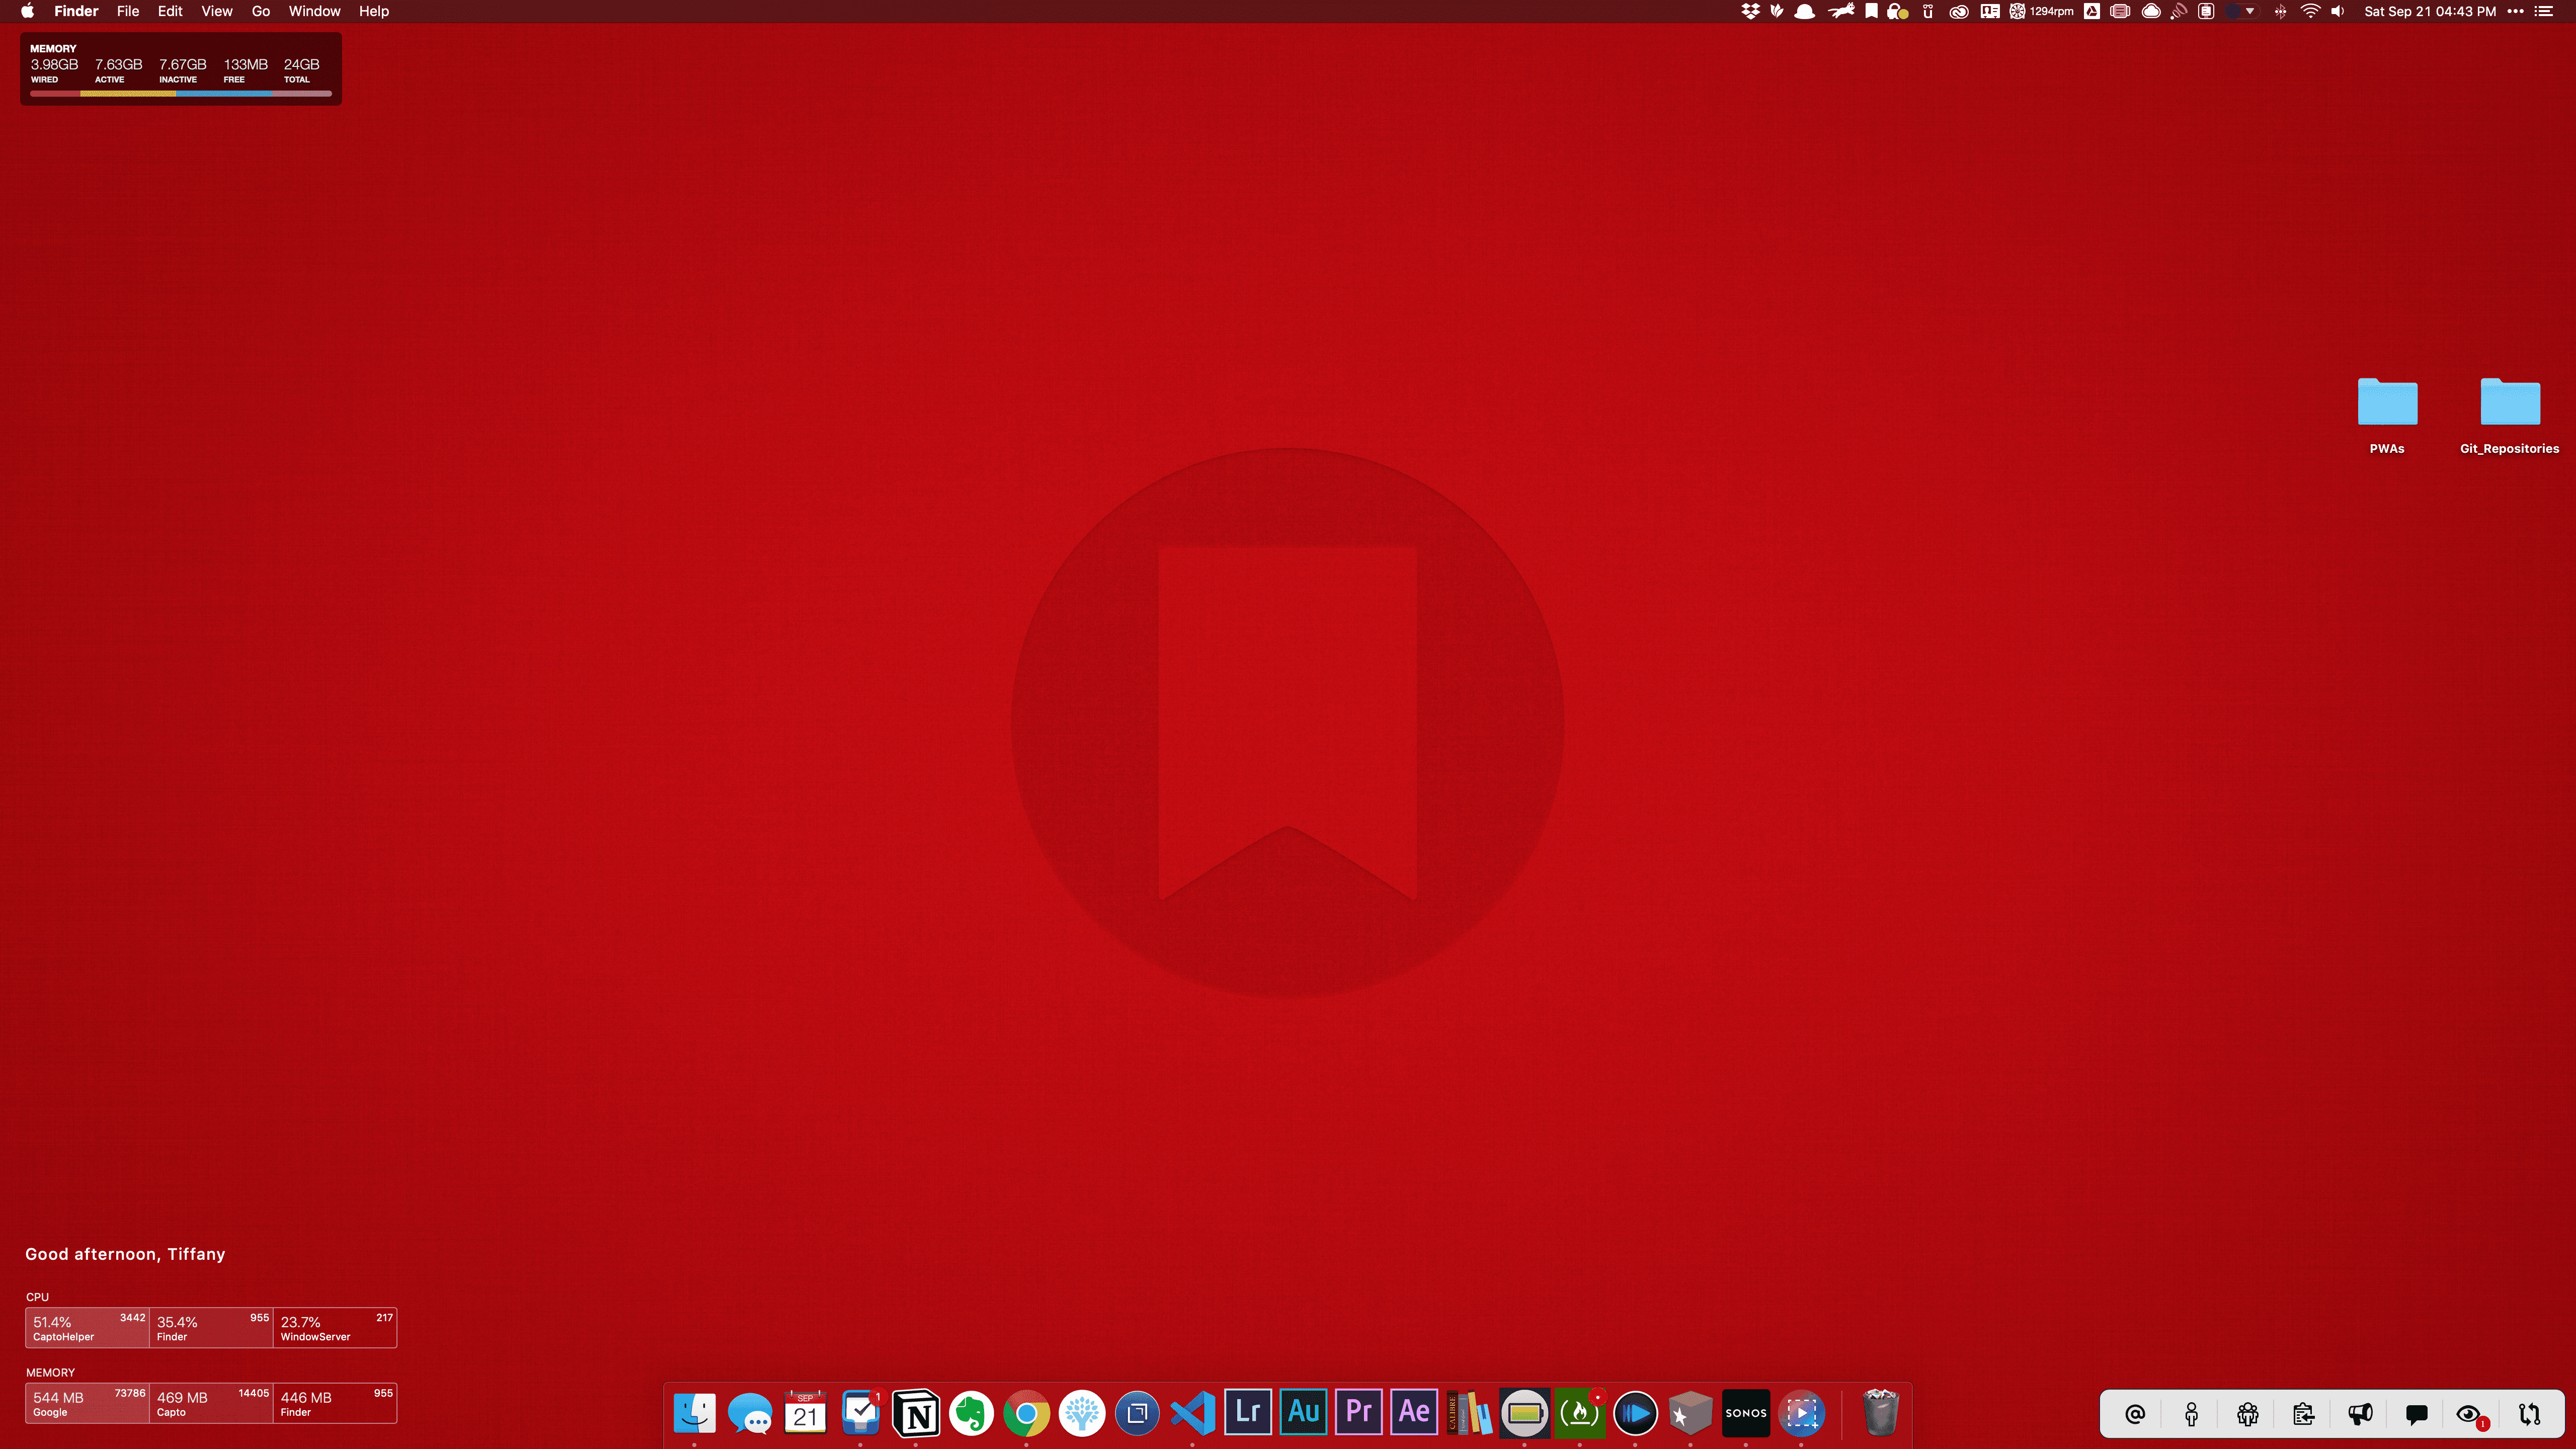 Finder File Edit View Go Window Help 1294rpm Sat Sep 21 04:43 PM
MEMORY
3.98GB 7.63GB 7.67GB 133MB 24GB
WIRED ACTIVE INACTIVE FREE TOTAL
PWAs Git_Repositories
Good afternoon, Tiffany
CPU
51.4% 3442 35.4% 955 23.7% 217
CaptoHelper Finder WindowServer
MEMORY
544 MB 73786 469 MB 14405 446 MB 955
Google Capto Finder
1
SEP
21 N Lr Au Pr Ae CALIBRE SONOS @
1